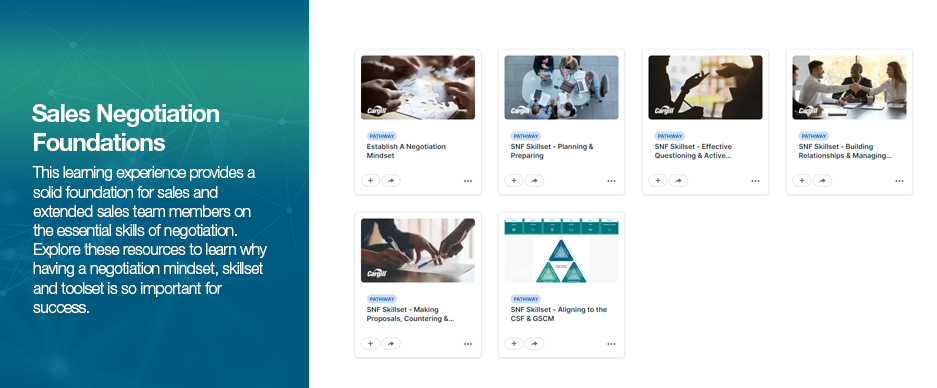 Sales Negotiation
Foundations
This learning experience provides a
solid foundation for sales and
extended sales team members on
the essential skills of negotiation.
Explore these resources to learn why
having a negotiation mindset, skillset
and toolset is so important for
success.
Cargill
PATHWAY
Establish A Negotiation
Mindset
Cargill
PATHWAY
SNF Skillset - Planning &
Preparing
Cargill
PATHWAY
SNF Skillset - Effective
Questioning & Active...
Cargill
PATHWAY
SNF Skillset - Building
Relationships & Managing...
Cargill
PATHWAY
SNF Skillset - Making
Proposals, Countering &...
PATHWAY
SNF Skillset - Aligning to the
CSF & GSCM